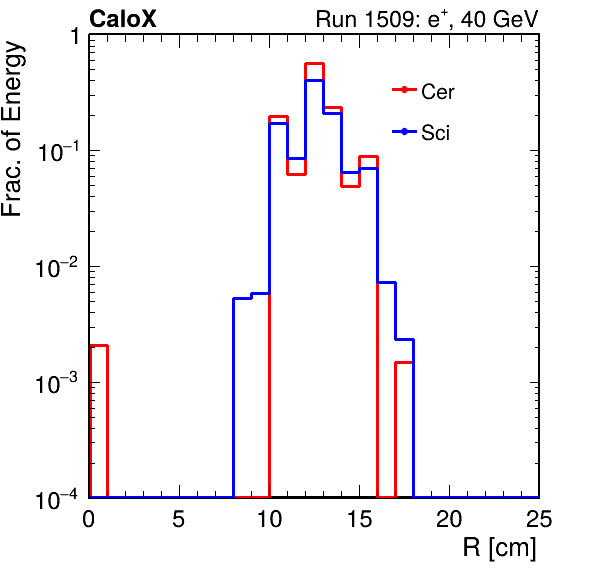 CaloX Run 1509: e⁺, 40 GeV
Frac. of Energy
1
10⁻¹
10⁻²
10⁻³
10⁻⁴
Cer
Sci
0 5 10 15 20 25
R [cm]